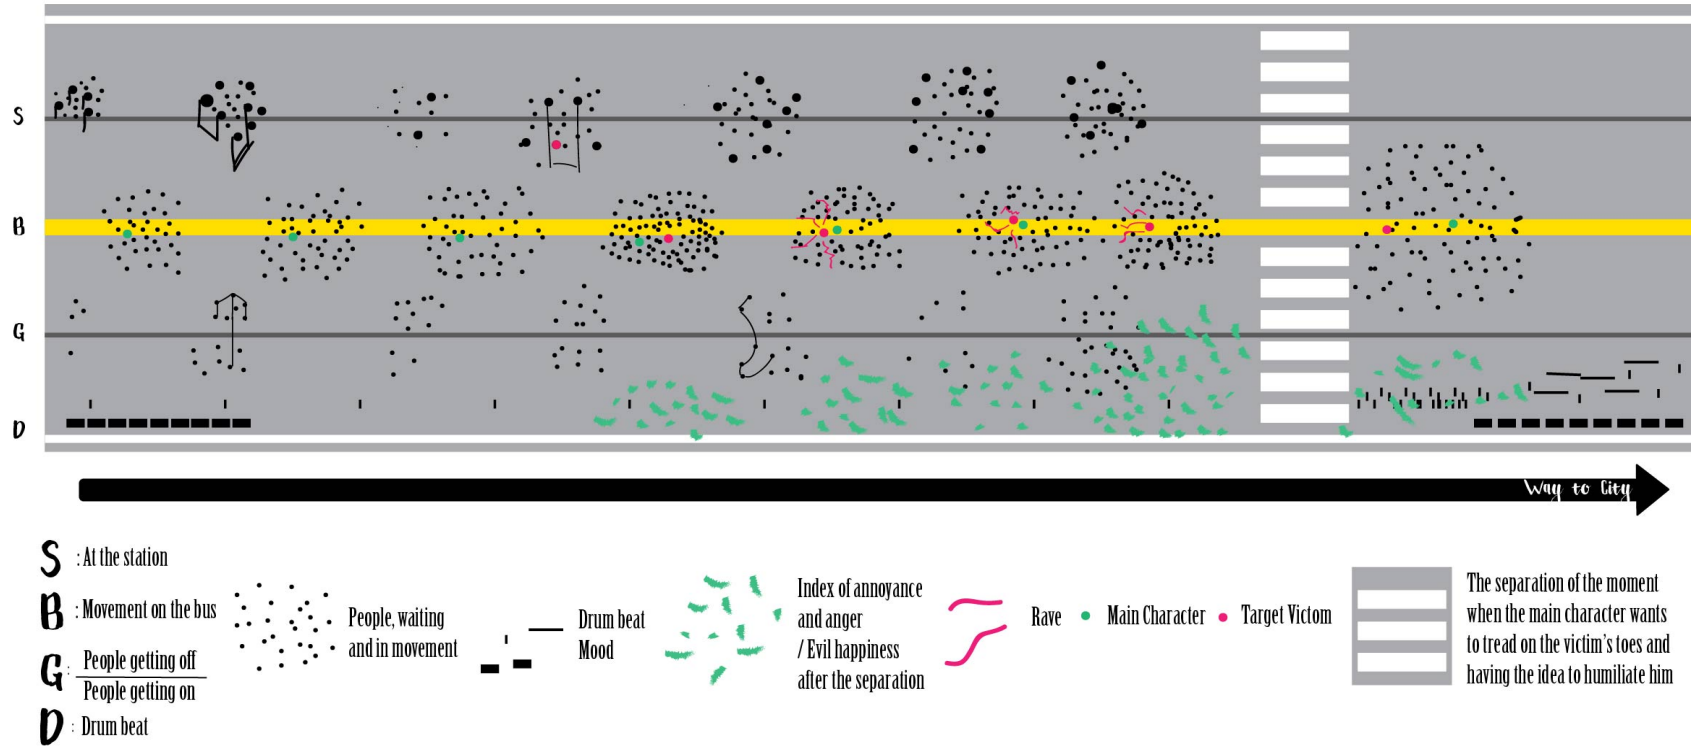 S
B
G
D
Way to City
S : At the station
B : Movement on the bus
G : People getting off
People getting on
D : Drum beat
People, waiting
and in movement
Drum beat
Mood
Index of annoyance
and anger
/ Evil happiness
after the separation
Rave
Main Character
Target Victom
The separation of the moment
when the main character wants
to tread on the victim's toes and
having the idea to humiliate him